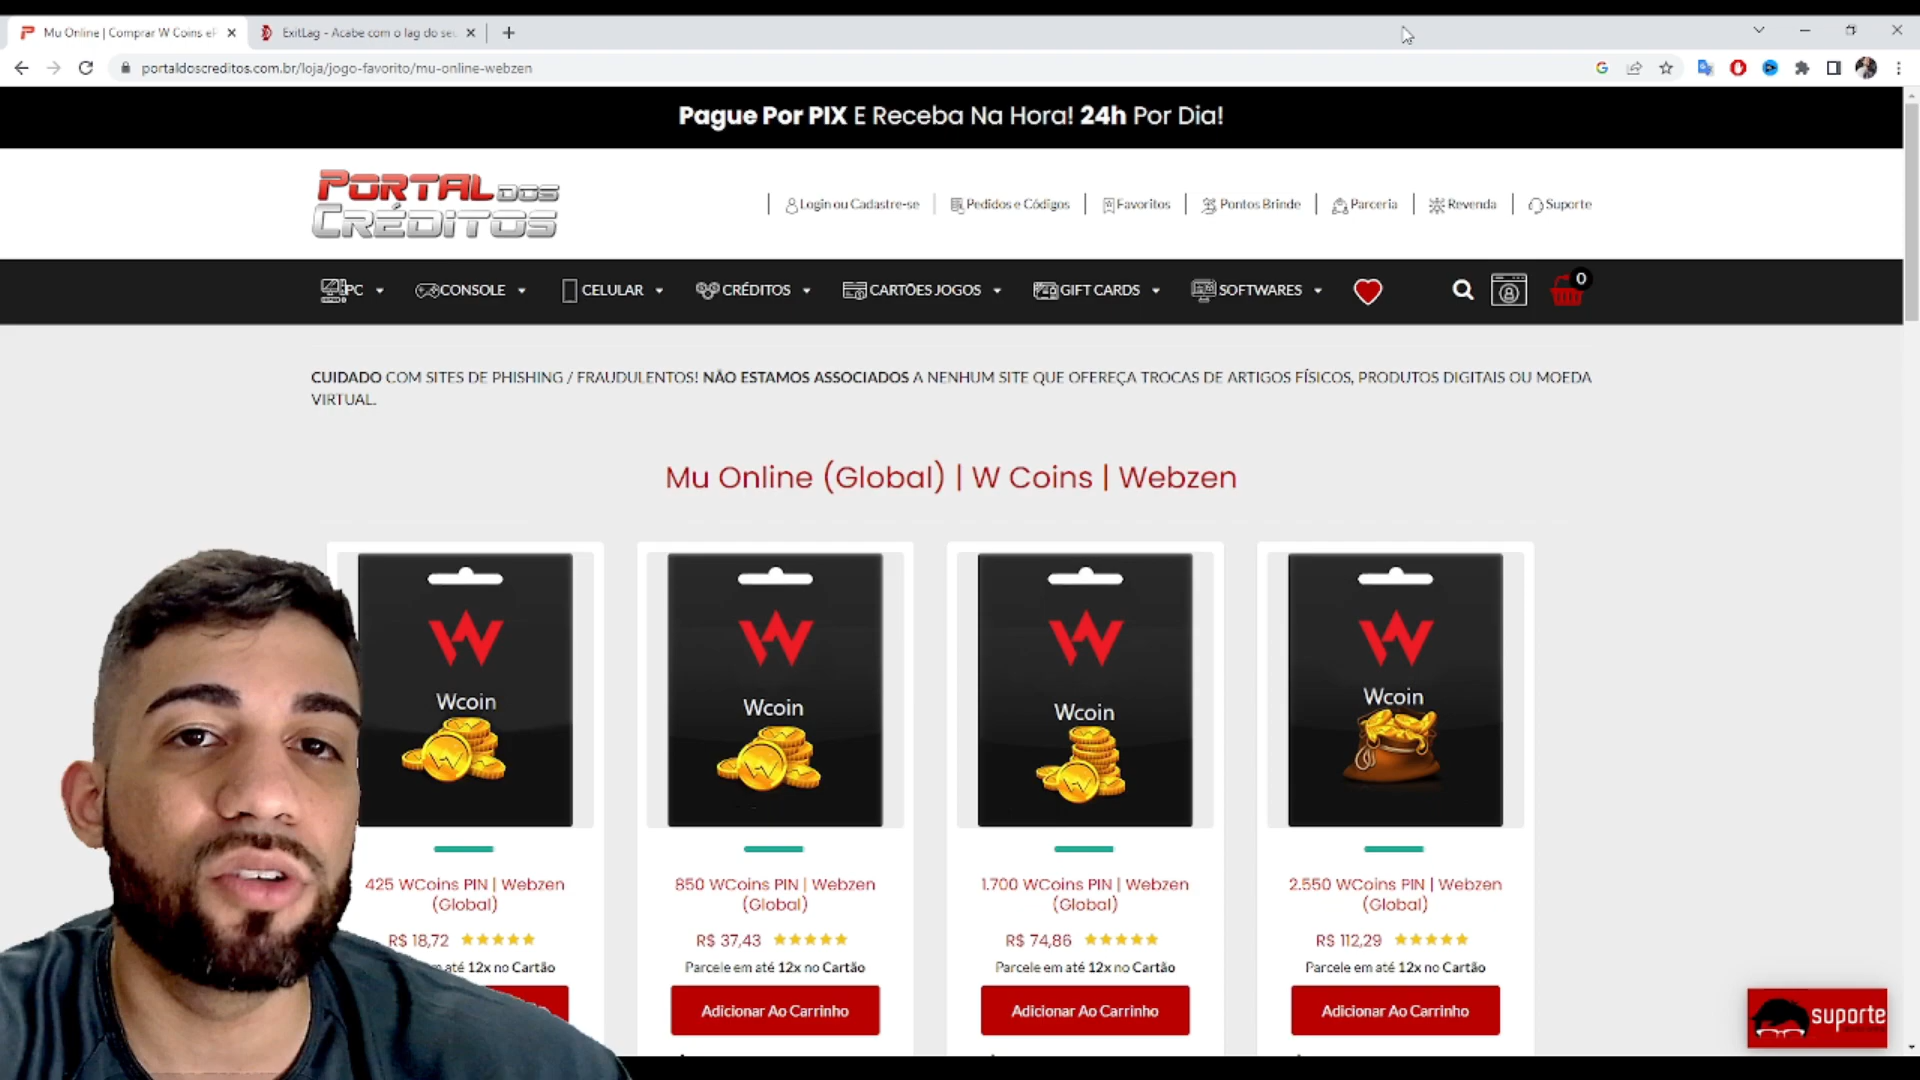 Mu Online | Comprar W Coins eP
ExitLag - Acabe com o lag do seu
portaldoscreditos.com.br/loja/jogo-favorito/mu-online-webzen
Pague Por PIX E Receba Na Hora! 24h Por Dia!
PORTAL DOS
CRÉDITOS
Login ou Cadastre-se
Pedidos e Códigos
Favoritos
Pontos Brinde
Parceria
Revenda
Suporte
PC
CONSOLE
CELULAR
CRÉDITOS
CARTÕES JOGOS
GIFT CARDS
SOFTWARES
0
CUIDADO COM SITES DE PHISHING / FRAUDULENTOS! NÃO ESTAMOS ASSOCIADOS A NENHUM SITE QUE OFEREÇA TROCAS DE ARTIGOS FÍSICOS, PRODUTOS DIGITAIS OU MOEDA
VIRTUAL.
Mu Online (Global) | W Coins | Webzen
Wcoin
Wcoin
Wcoin
Wcoin
425 WCoins PIN | Webzen
(Global)
R$ 18,72
em até 12x no Cartão
850 WCoins PIN | Webzen
(Global)
R$ 37,43
Parcele em até 12x no Cartão
Adicionar Ao Carrinho
1.700 WCoins PIN | Webzen
(Global)
R$ 74,86
Parcele em até 12x no Cartão
Adicionar Ao Carrinho
2.550 WCoins PIN | Webzen
(Global)
R$ 112,29
Parcele em até 12x no Cartão
Adicionar Ao Carrinho
suporte